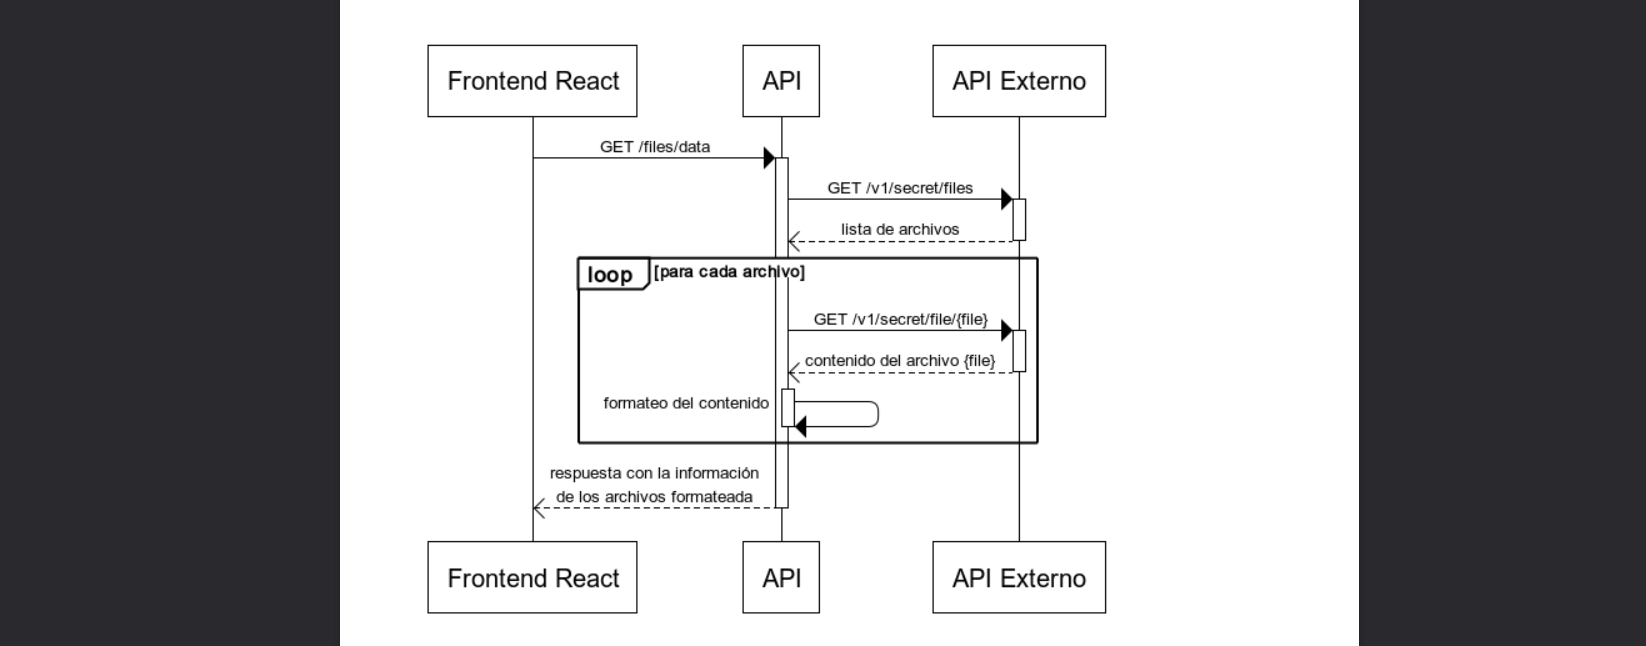 Frontend React
API
API Externo
GET /files/data
GET /v1/secret/files
lista de archivos
loop
[para cada archivo]
GET /v1/secret/file/{file}
contenido del archivo {file}
formateo del contenido
respuesta con la información
de los archivos formateada
Frontend React
API
API Externo